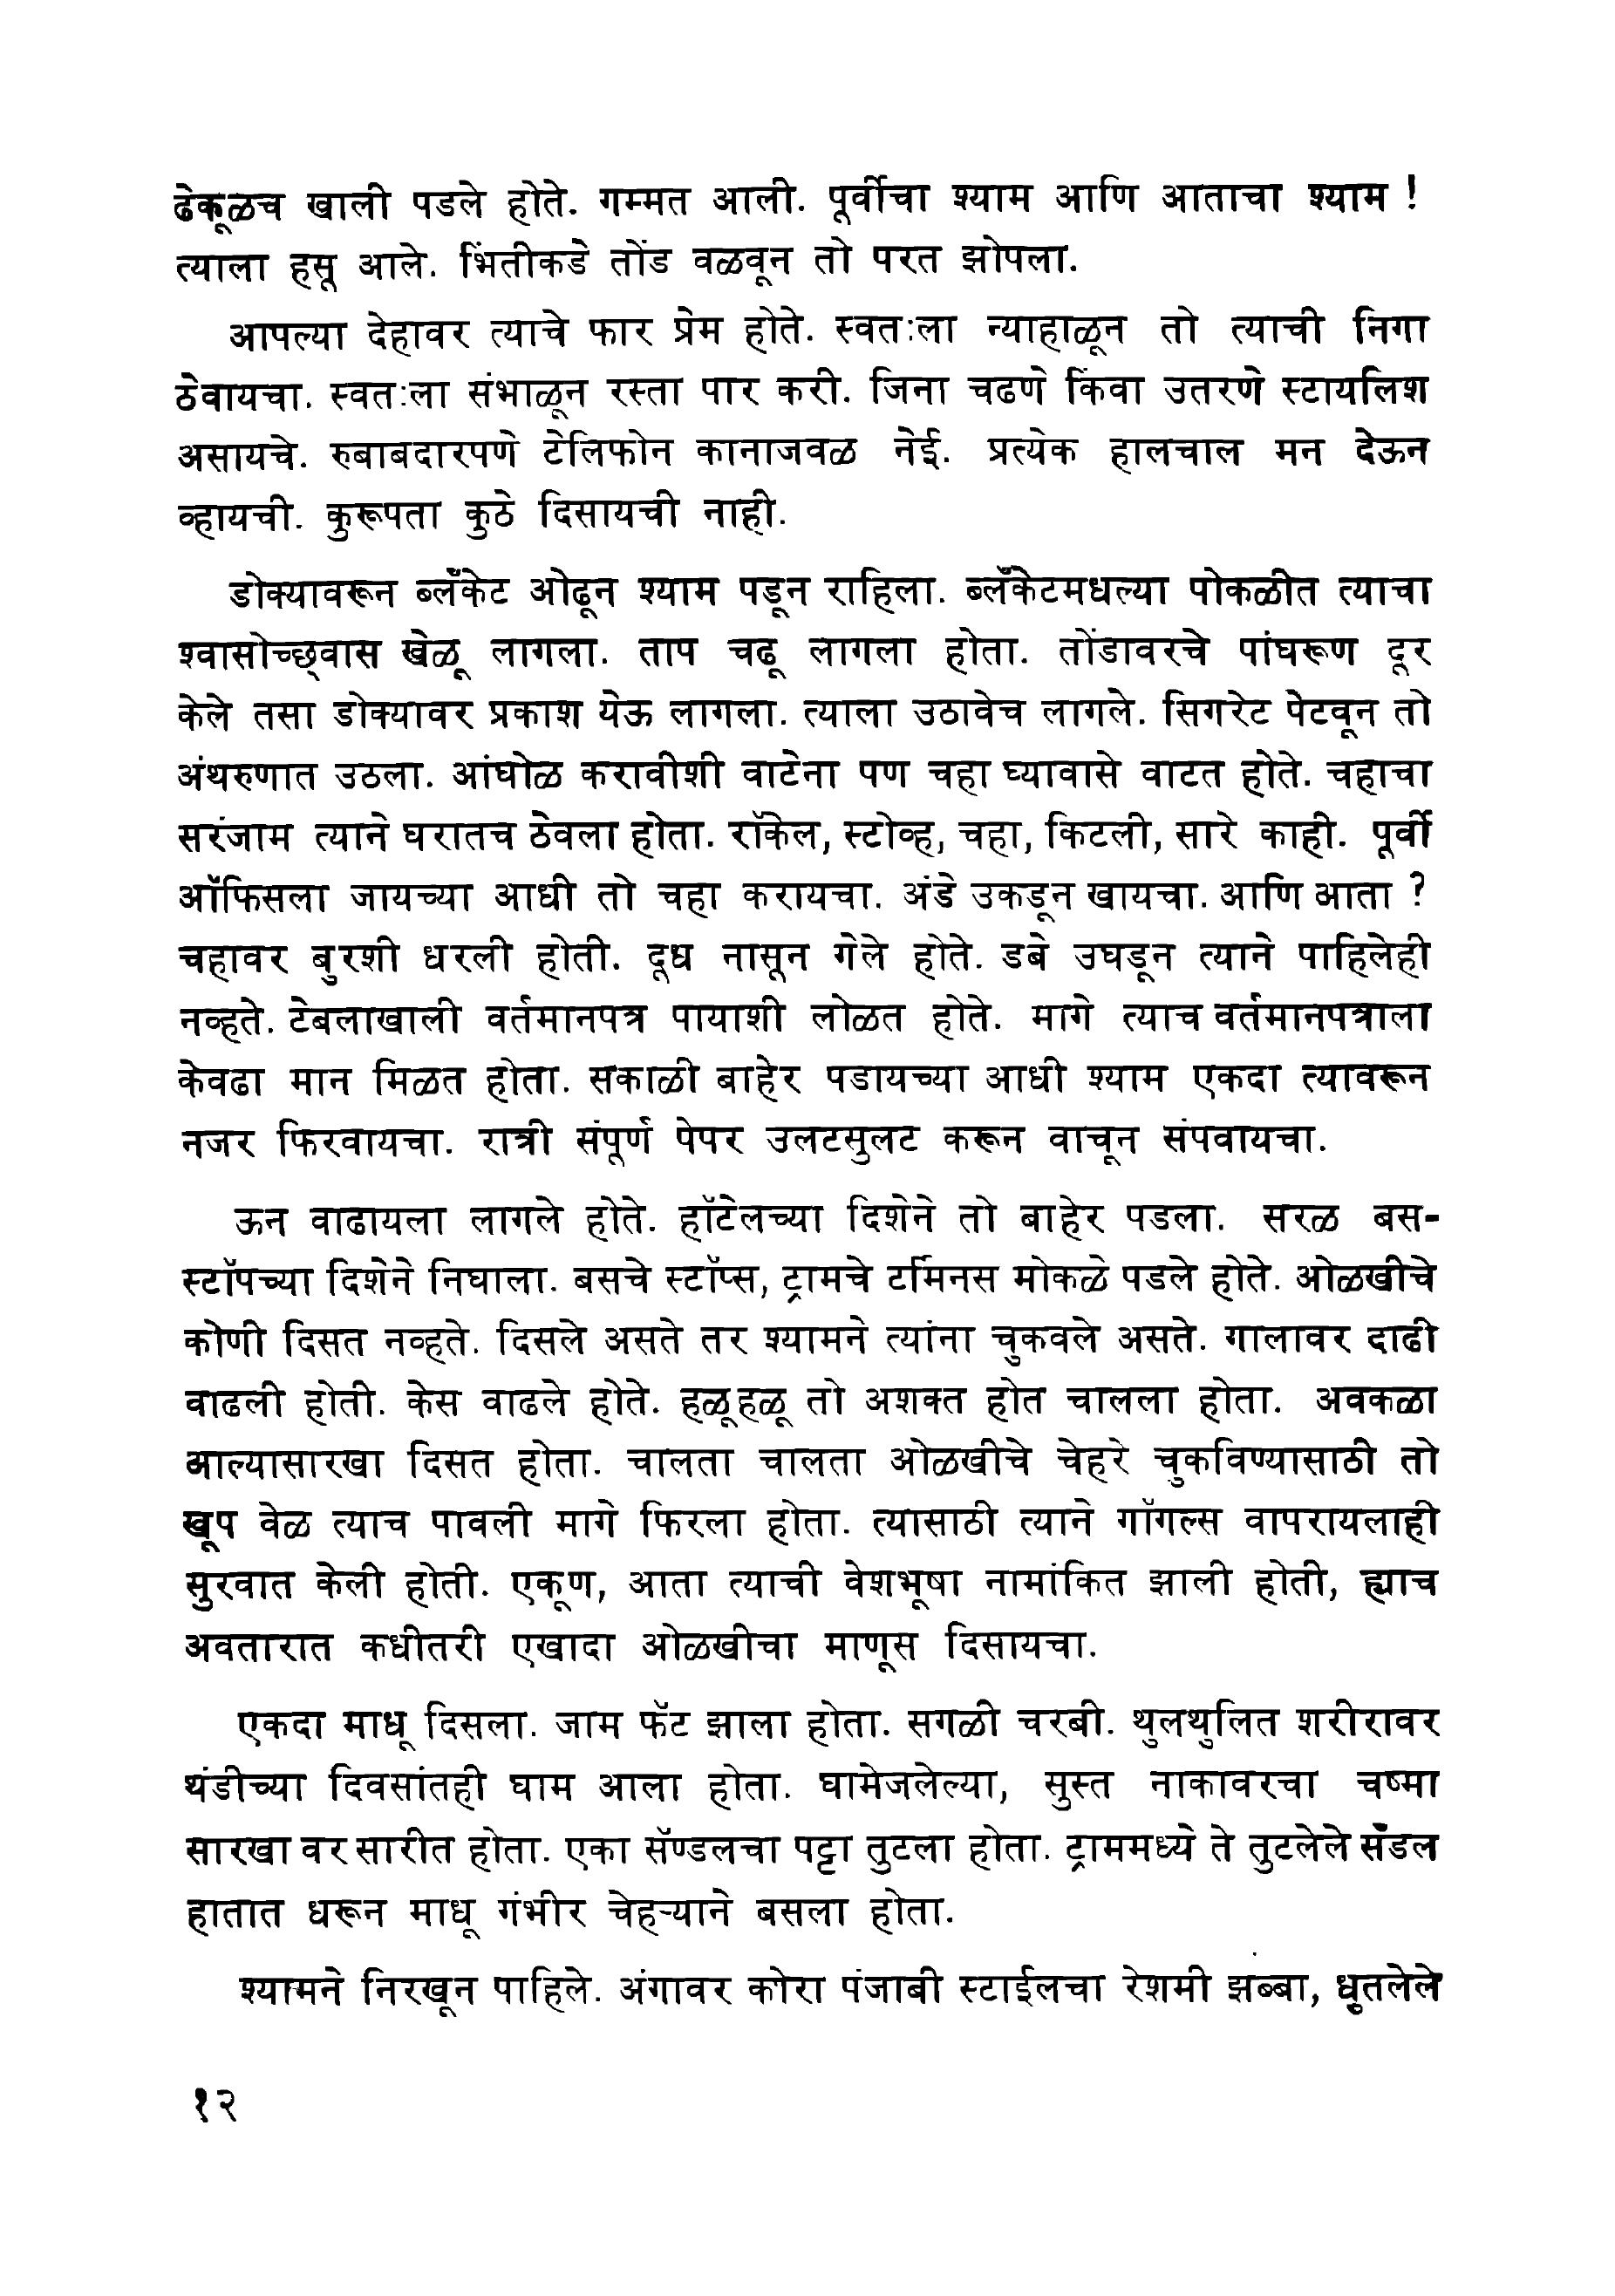 ढेकूळच खाली पडले होते. गम्मत आली. पूर्वीचा श्याम आणि आताचा श्याम !
त्याला हसू आले. भिंतीकडे तोंड वळवून तो परत झोपला.
आपल्या देहावर त्याचे फार प्रेम होते. स्वतःला न्याहाळून तो त्याची निगा
ठेवायचा. स्वतःला संभाळून रस्ता पार करी. जिना चढणे किंवा उतरणे स्टायलिश
असायचे. रुबाबदारपणे टेलिफोन कानाजवळ नेई. प्रत्येक हालचाल मन देऊन
व्हायची. कुरूपता कुठे दिसायची नाही.
डोक्यावरून ब्लँकेट ओढून श्याम पडून राहिला. ब्लँकेटमधल्या पोकळीत त्याचा
श्वासोच्छ्वास खेळू लागला. ताप चढू लागला होता. तोंडावरचे पांघरूण दूर
केले तसा डोक्यावर प्रकाश येऊ लागला. त्याला उठावेच लागले. सिगरेट पेटवून तो
अंथरुणात उठला. आंघोळ करावीशी वाटेना पण चहा घ्यावासे वाटत होते. चहाचा
सरंजाम त्याने घरातच ठेवला होता. रॉकेल, स्टोव्ह, चहा, किटली, सारे काही. पूर्वी
ऑफिसला जायच्या आधी तो चहा करायचा. अंडे उकडून खायचा. आणि आता ?
चहावर बुरशी धरली होती. दूध नासून गेले होते. डबे उघडून त्याने पाहिलेही
नव्हते. टेबलाखाली वर्तमानपत्र पायाशी लोळत होते. मागे त्याच वर्तमानपत्राला
केवढा मान मिळत होता. सकाळी बाहेर पडायच्या आधी श्याम एकदा त्यावरून
नजर फिरवायचा. रात्री संपूर्ण पेपर उलटसुलट करून वाचून संपवायचा.
ऊन वाढायला लागले होते. हॉटेलच्या दिशेने तो बाहेर पडला. सरळ बस-
स्टॉपच्या दिशेने निघाला. बसचे स्टॉप्स, ट्रामचे टर्मिनस मोकळे पडले होते. ओळखीचे
कोणी दिसत नव्हते. दिसले असते तर श्यामने त्यांना चुकवले असते. गालावर दाढी
वाढली होती. केस वाढले होते. हळूहळू तो अशक्त होत चालला होता. अवकळा
आल्यासारखा दिसत होता. चालता चालता ओळखीचे चेहरे चुकविण्यासाठी तो
खूप वेळ त्याच पावली मागे फिरला होता. त्यासाठी त्याने गॉगल्स वापरायलाही
सुरवात केली होती. एकूण, आता त्याची वेशभूषा नामांकित झाली होती, ह्याच
अवतारात कधीतरी एखादा ओळखीचा माणूस दिसायचा.
एकदा माधू दिसला. जाम फॅट झाला होता. सगळी चरबी. थुलथुलित शरीरावर
थंडीच्या दिवसांतही घाम आला होता. घामेजलेल्या, सुस्त नाकावरचा चष्मा
सारखा वर सारीत होता. एका सॅण्डलचा पट्टा तुटला होता. ट्राममध्ये ते तुटलेले सँडल
हातात धरून माधू गंभीर चेहऱ्याने बसला होता.
श्यामने निरखून पाहिले. अंगावर कोरा पंजाबी स्टाईलचा रेशमी झब्बा, धुतलेले
१२